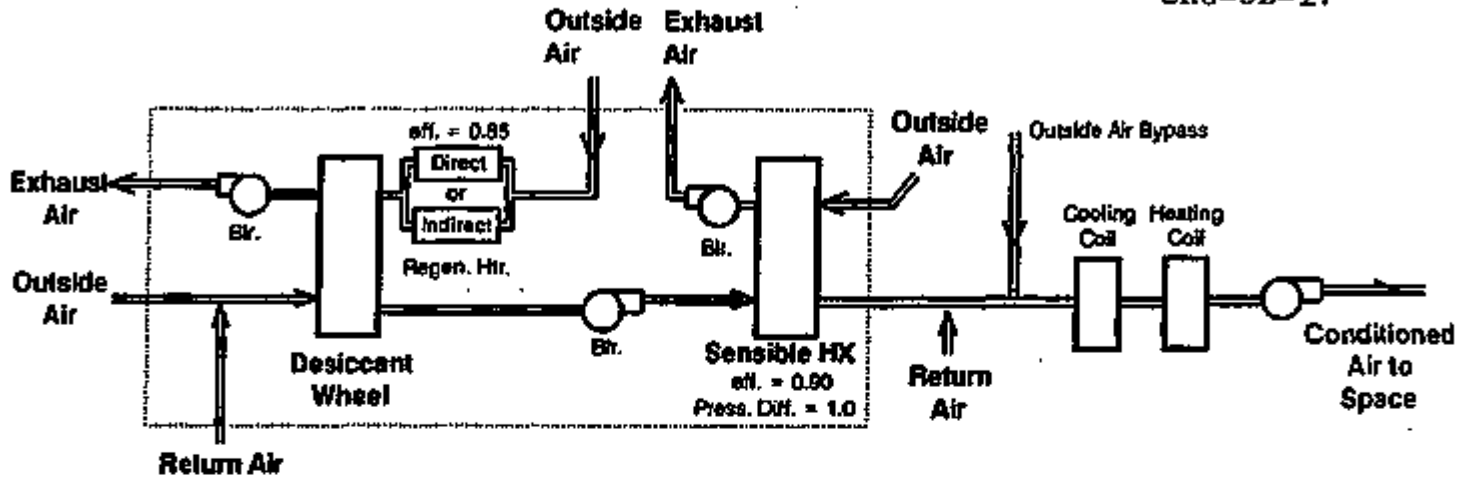 Outside Air
Exhaust Air
eff. = 0.85
Direct
or
Indirect
Regen. Htr.
Exhaust Air
Blr.
Outside Air
Desiccant Wheel
Return Air
Blr.
Blr.
Outside Air
Sensible HX
eff. = 0.90
Press. Diff. = 1.0
Outside Air Bypass
Return Air
Cooling Coil
Heating Coil
Conditioned
Air to
Space